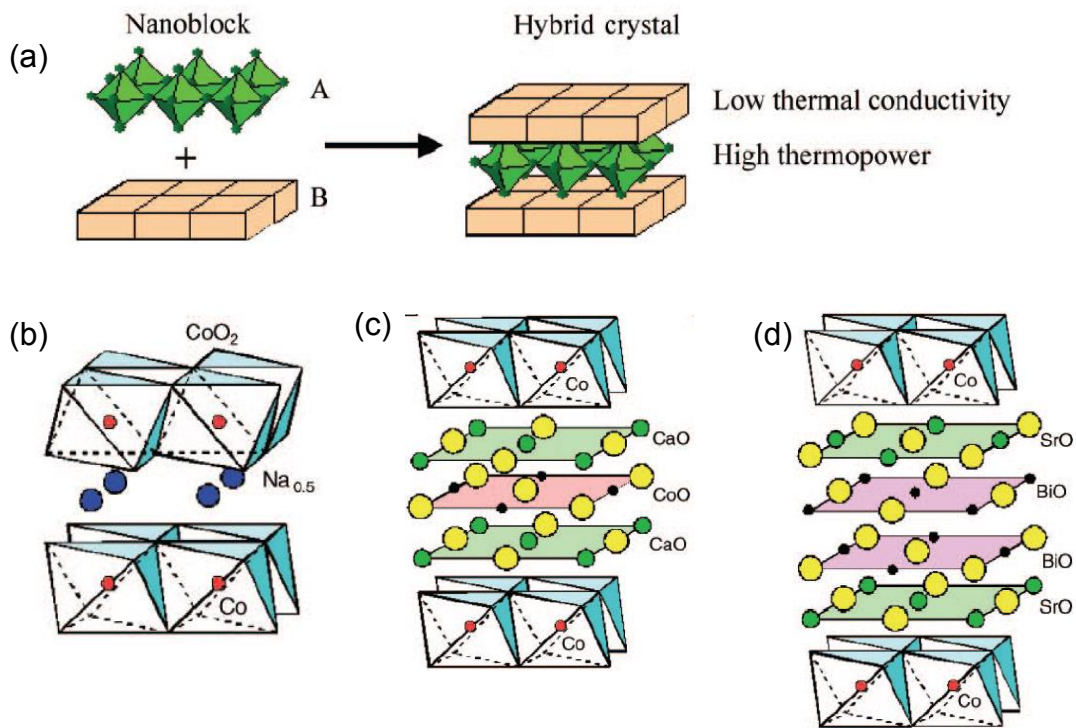 (a)
Nanoblock
Hybrid crystal
A
+
B
Low thermal conductivity
High thermopower
(b)
CoO₂
Na₀.₅
Co
(c)
Co
CaO
CoO
CaO
Co
(d)
Co
SrO
BiO
BiO
SrO
Co